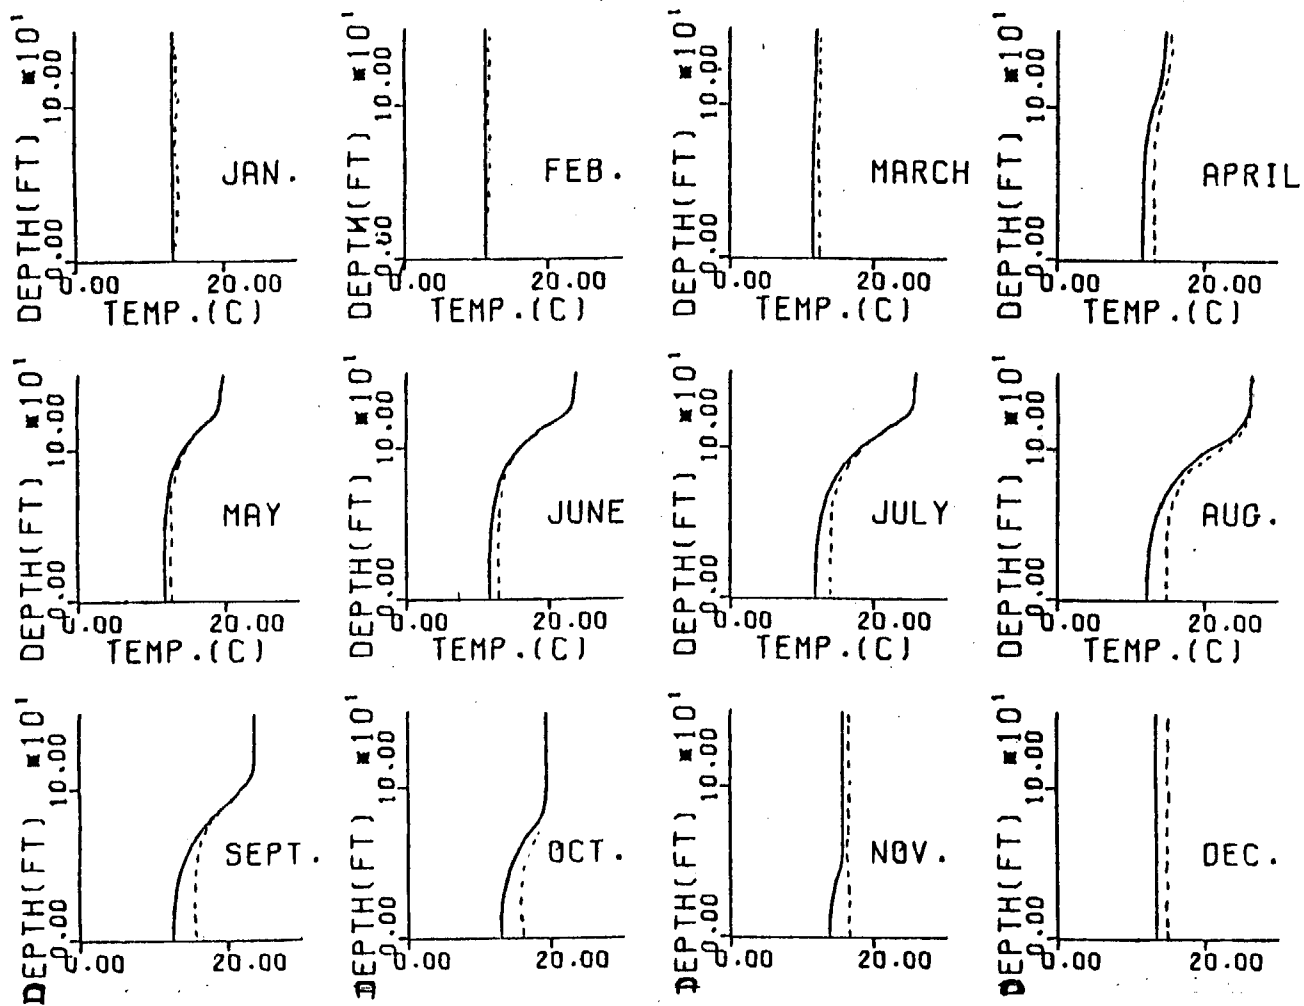 DEPTH(FT) *10¹
10.00
0.00
JAN.
0.00 20.00
TEMP.(C)
DEPTH(FT) *10¹
10.00
0.00
FEB.
0.00 20.00
TEMP.(C)
DEPTH(FT) *10¹
10.00
0.00
MARCH
0.00 20.00
TEMP.(C)
DEPTH(FT) *10¹
10.00
0.00
APRIL
0.00 20.00
TEMP.(C)
DEPTH(FT) *10¹
10.00
0.00
MAY
0.00 20.00
TEMP.(C)
DEPTH(FT) *10¹
10.00
0.00
JUNE
0.00 20.00
TEMP.(C)
DEPTH(FT) *10¹
10.00
0.00
JULY
0.00 20.00
TEMP.(C)
DEPTH(FT) *10¹
10.00
0.00
AUG.
0.00 20.00
TEMP.(C)
DEPTH(FT) *10¹
10.00
0.00
SEPT.
0.00 20.00
DEPTH(FT) *10¹
10.00
0.00
OCT.
0.00 20.00
DEPTH(FT) *10¹
10.00
0.00
NOV.
0.00 20.00
DEPTH(FT) *10¹
10.00
0.00
DEC.
0.00 20.00